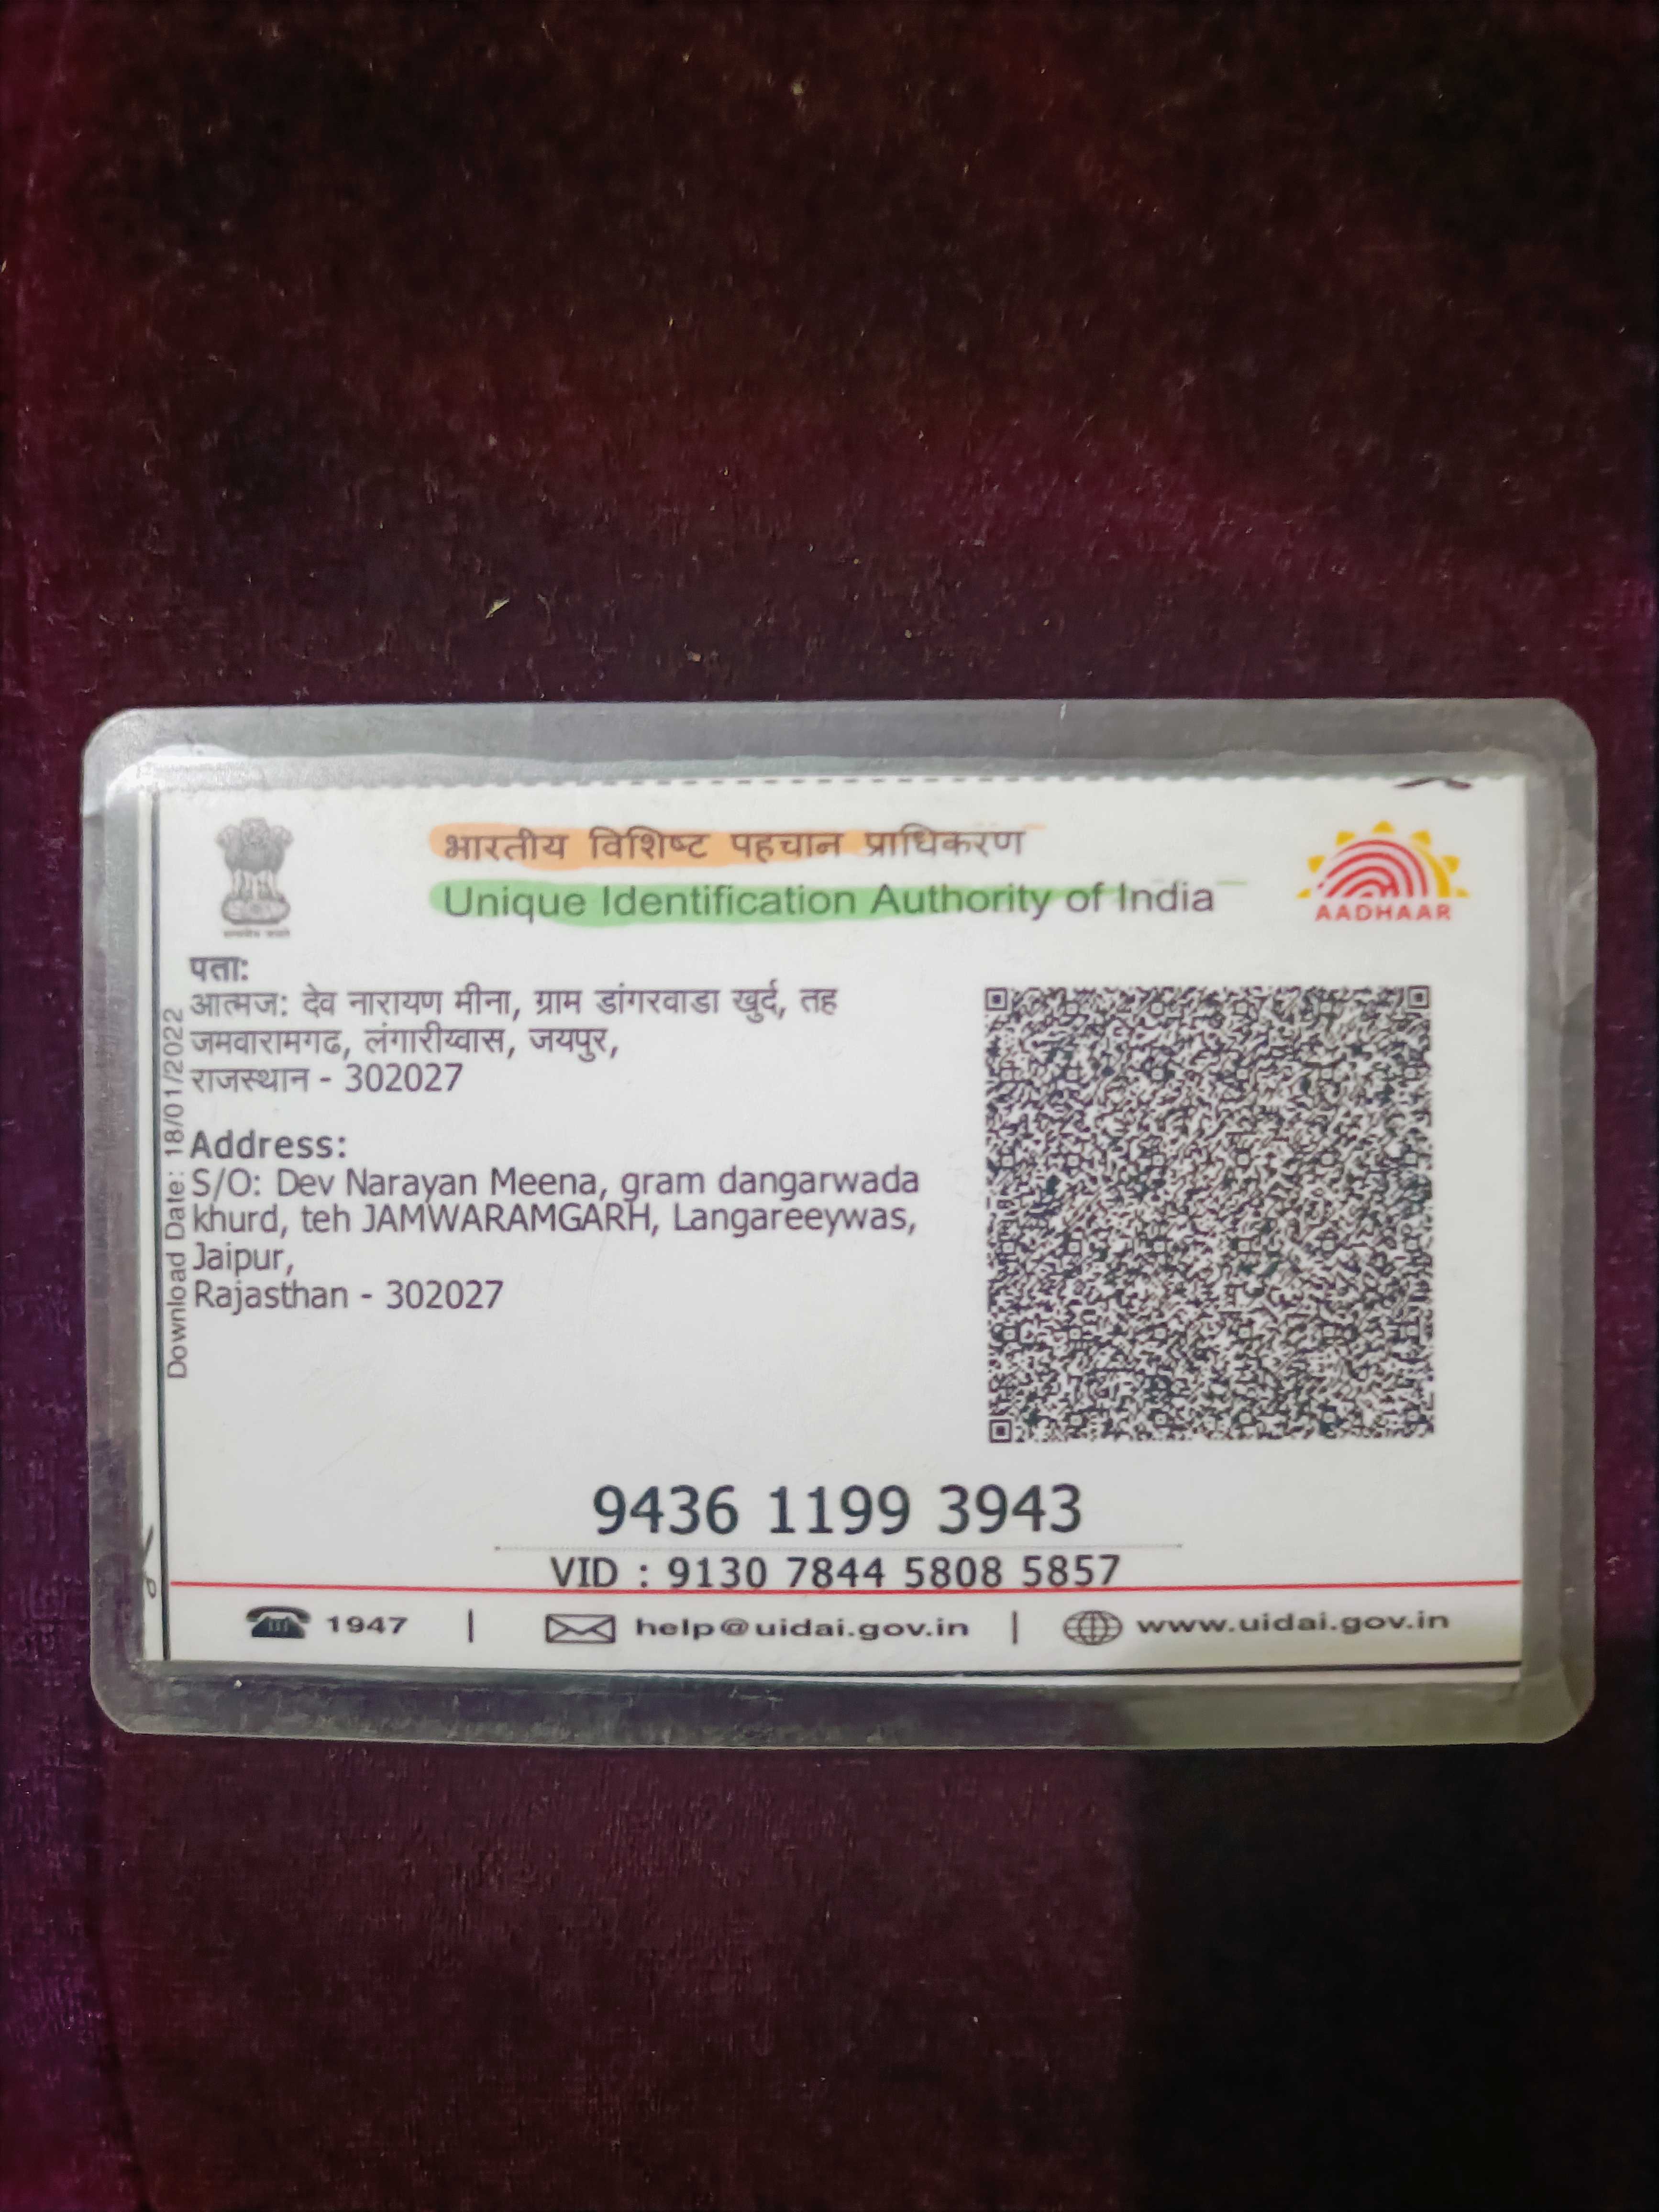 भारतीय विशिष्ट पहचान प्राधिकरण
Unique Identification Authority of India
AADHAAR
Download Date: 18/01/2022
पता:
आत्मज: देव नारायण मीना, ग्राम डांगरवाडा खुर्द, तह
जमवारामगढ, लंगारीय्वास, जयपुर,
राजस्थान - 302027
Address:
S/O: Dev Narayan Meena, gram dangarwada
khurd, teh JAMWARAMGARH, Langareeywas,
Jaipur,
Rajasthan - 302027
9436 1199 3943
VID : 9130 7844 5808 5857
1947 | help@uidai.gov.in | www.uidai.gov.in